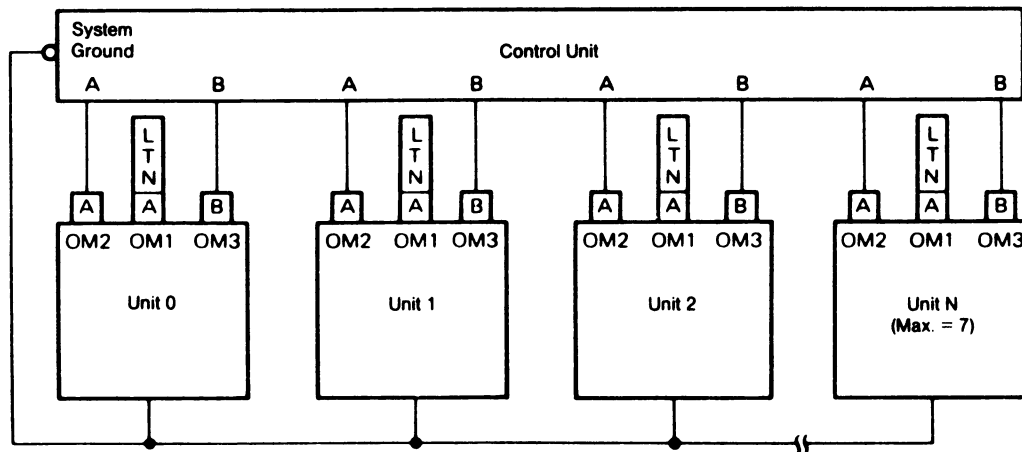 System
Ground
Control Unit
A B A B A B A B
L L L L
T T T T
N N N N
A A B A A B A A B A A B
OM2 OM1 OM3 OM2 OM1 OM3 OM2 OM1 OM3 OM2 OM1 OM3
Unit 0 Unit 1 Unit 2 Unit N
(Max. = 7)